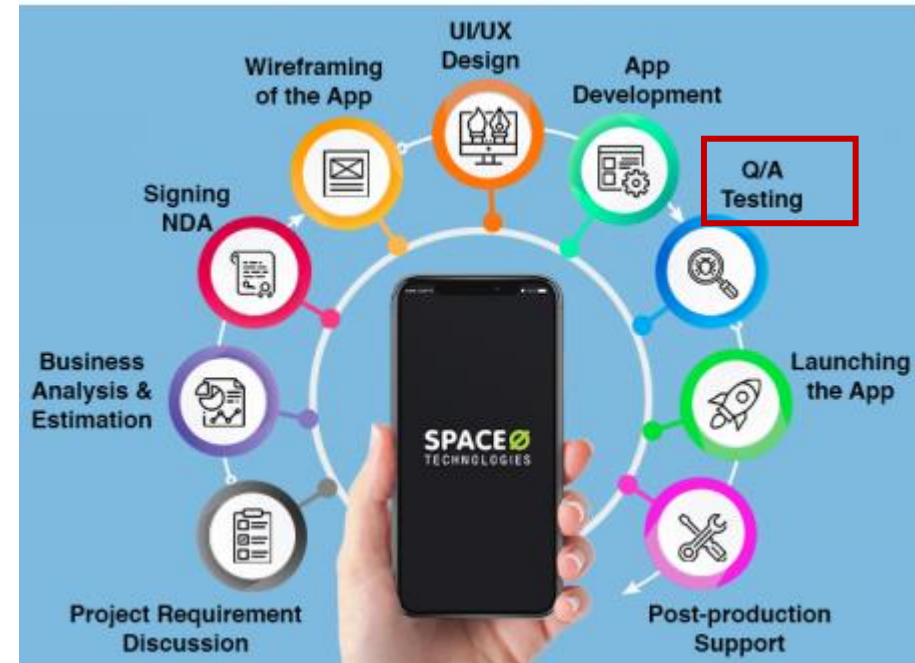 UI/UX
Design
Wireframing
of the App
App
Development
Signing
NDA
Q/A
Testing
Business
Analysis &
Estimation
Launching
the App
SPACEØ
TECHNOLOGIES
Project Requirement
Discussion
Post-production
Support